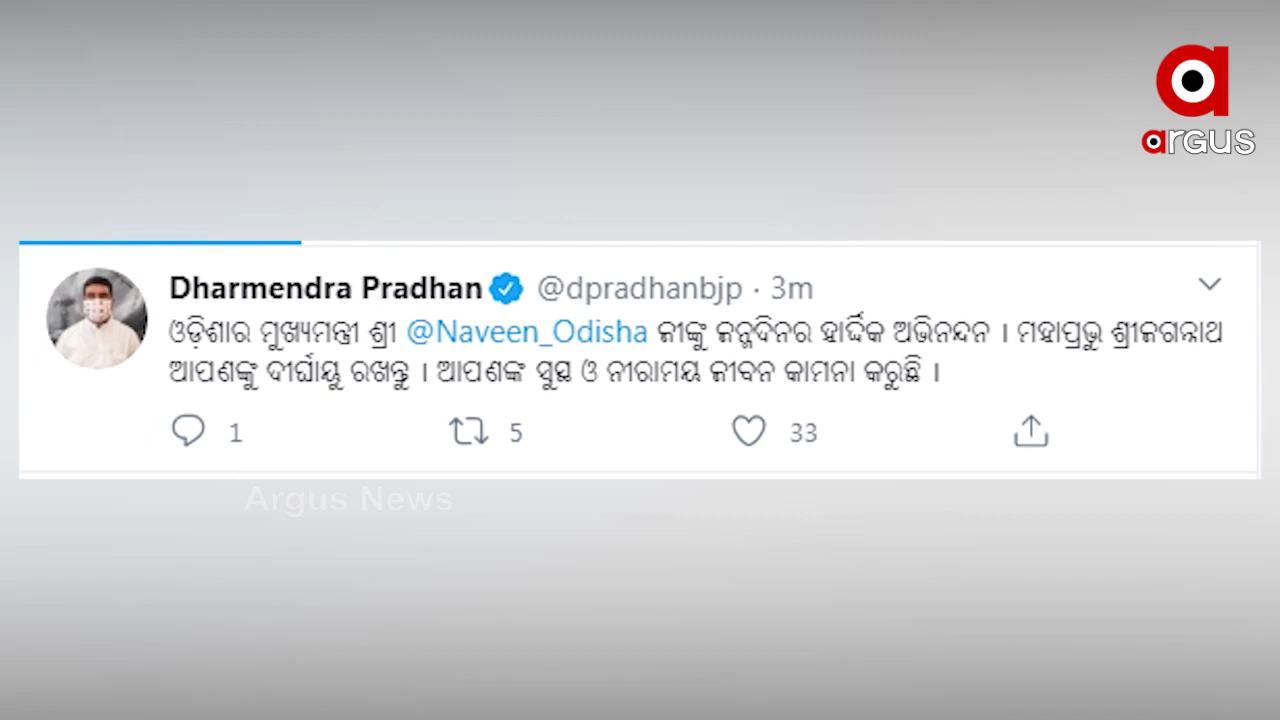 a
argus
Dharmendra Pradhan @dpradhanbjp · 3m
ଓଡ଼ିଶାର ମୁଖ୍ୟମନ୍ତ୍ରୀ ଶ୍ରୀ @Naveen_Odisha ଜୀଙ୍କୁ ଜନ୍ମଦିନର ହାର୍ଦ୍ଦିକ ଅଭିନନ୍ଦନ । ମହାପ୍ରଭୁ ଶ୍ରୀଜଗନ୍ନାଥ
ଆପଣଙ୍କୁ ଦୀର୍ଘାୟୁ ରଖନ୍ତୁ । ଆପଣଙ୍କ ସୁସ୍ଥ ଓ ନୀରାମୟ ଜୀବନ କାମନା କରୁଛି ।
1 5 33
Argus News